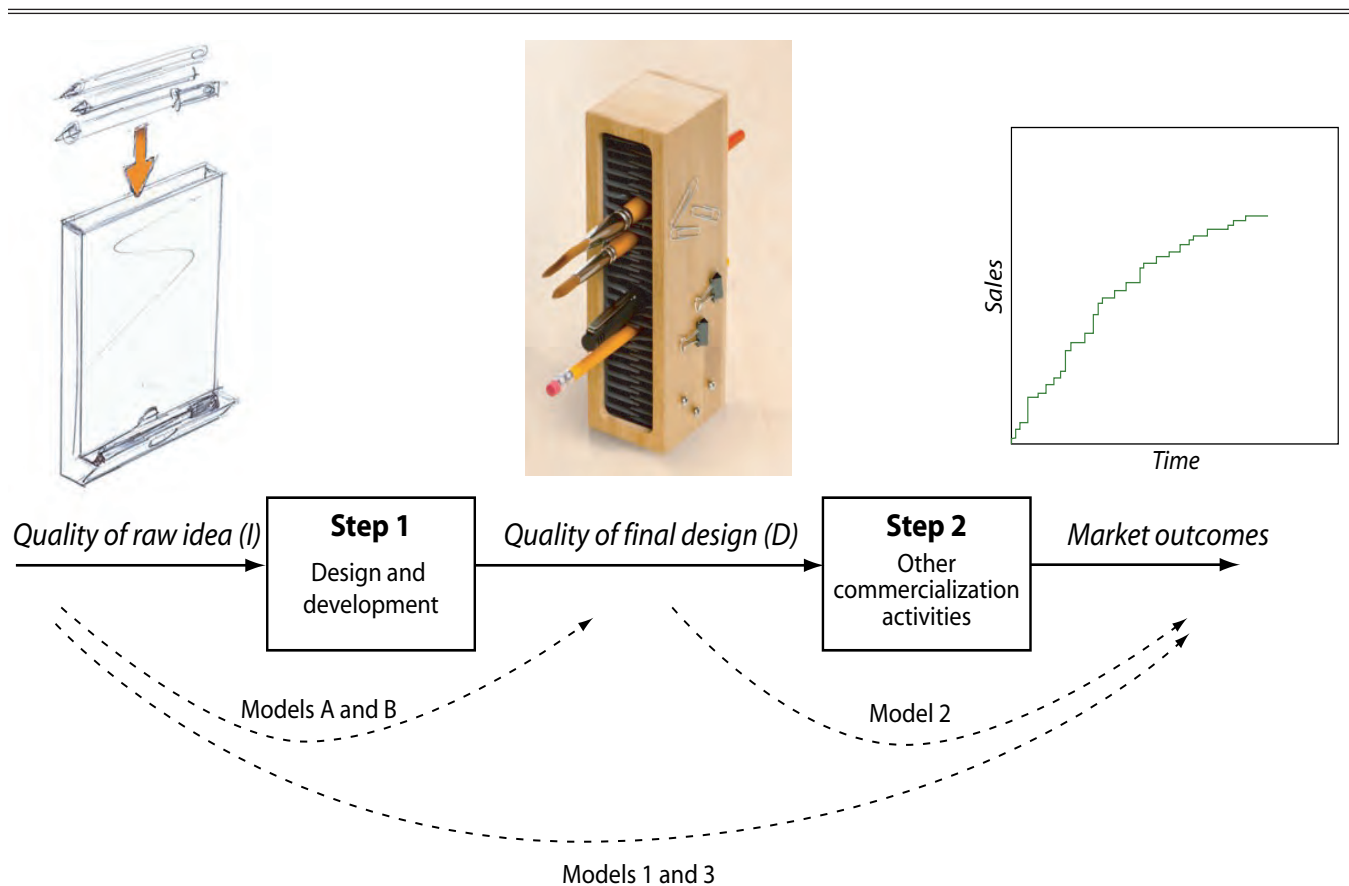 Sales
Time
Quality of raw idea (I)
Step 1
Design and
development
Quality of final design (D)
Step 2
Other
commercialization
activities
Market outcomes
Models A and B
Model 2
Models 1 and 3